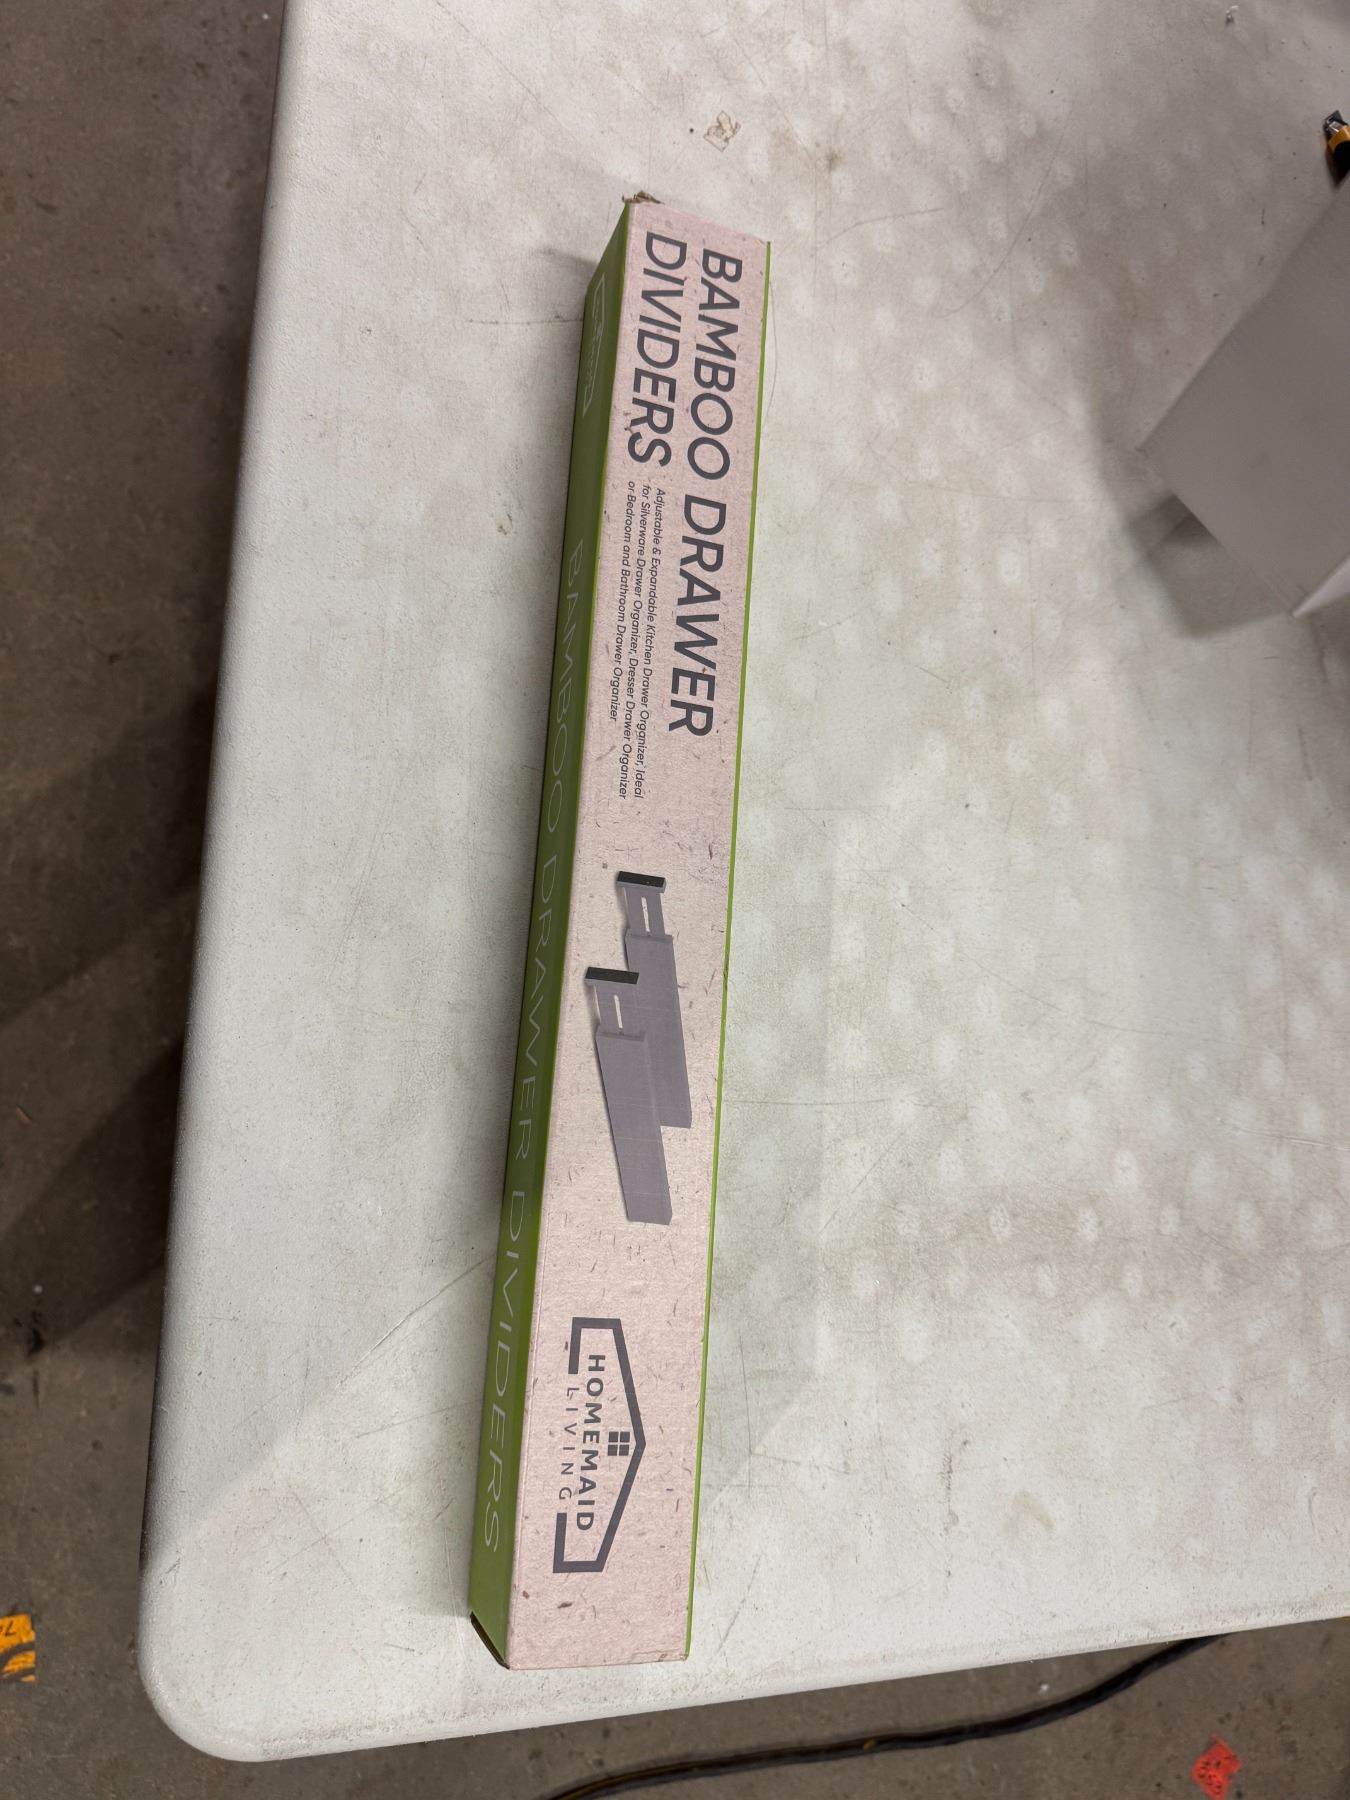 BAMBOO DRAWER
DIVIDERS
Adjustable & Expandable Kitchen Drawer Organizer, Ideal
for Silverware Drawer Organizer, Dresser Drawer Organizer
or Bedroom and Bathroom Drawer Organizer
HOMEMAID
LIVING
BAMBOO DRAWER DIVIDERS